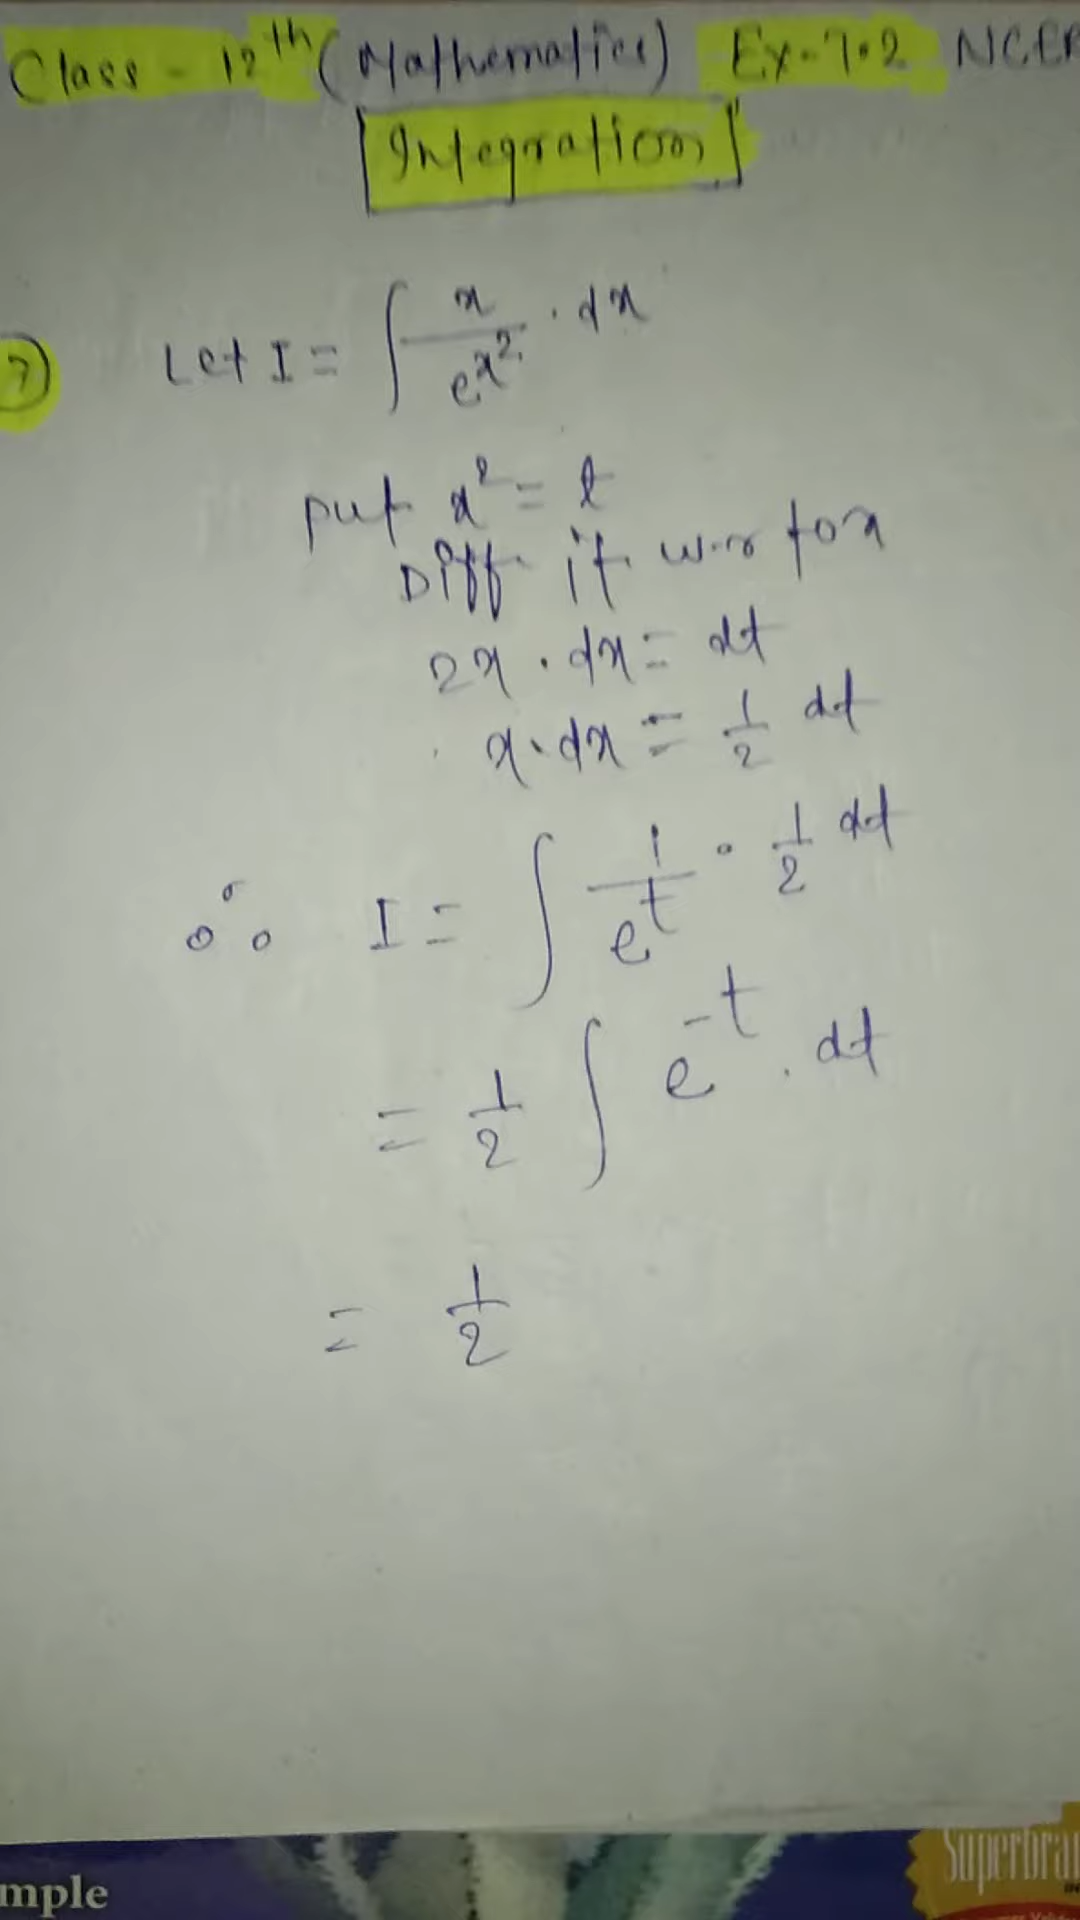 Class - 12th (Mathematics) Ex-7.2 NCER
Integration
Let I = ∫ x/e^x² . dx
put x² = t
Diff it w.r to x
2x . dx = dt
x . dx = 1/2 dt
∴ I = ∫ 1/e^t . 1/2 dt
= 1/2 ∫ e^-t . dt
= 1/2
mple
Superbra